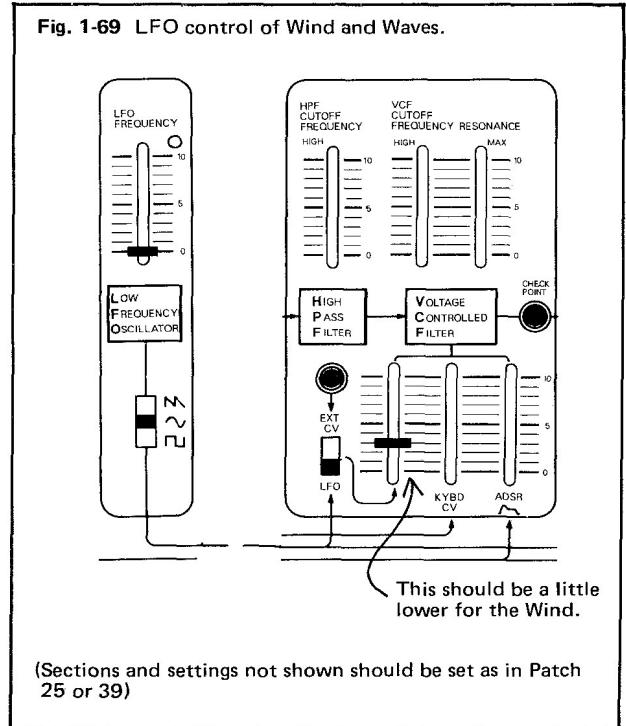 Fig. 1-69 LFO control of Wind and Waves.
LFO
FREQUENCY
10
5
0
LOW
FREQUENCY
OSCILLATOR
HPF
CUTOFF
FREQUENCY
HIGH
10
5
0
VCF
CUTOFF
FREQUENCY RESONANCE
HIGH
MAX
10
5
0
HIGH
PASS
FILTER
VOLTAGE
CONTROLLED
FILTER
CHECK
POINT
EXT
CV
LFO
10
5
0
KYBD
CV
ADSR
This should be a little
lower for the Wind.
(Sections and settings not shown should be set as in Patch
25 or 39)